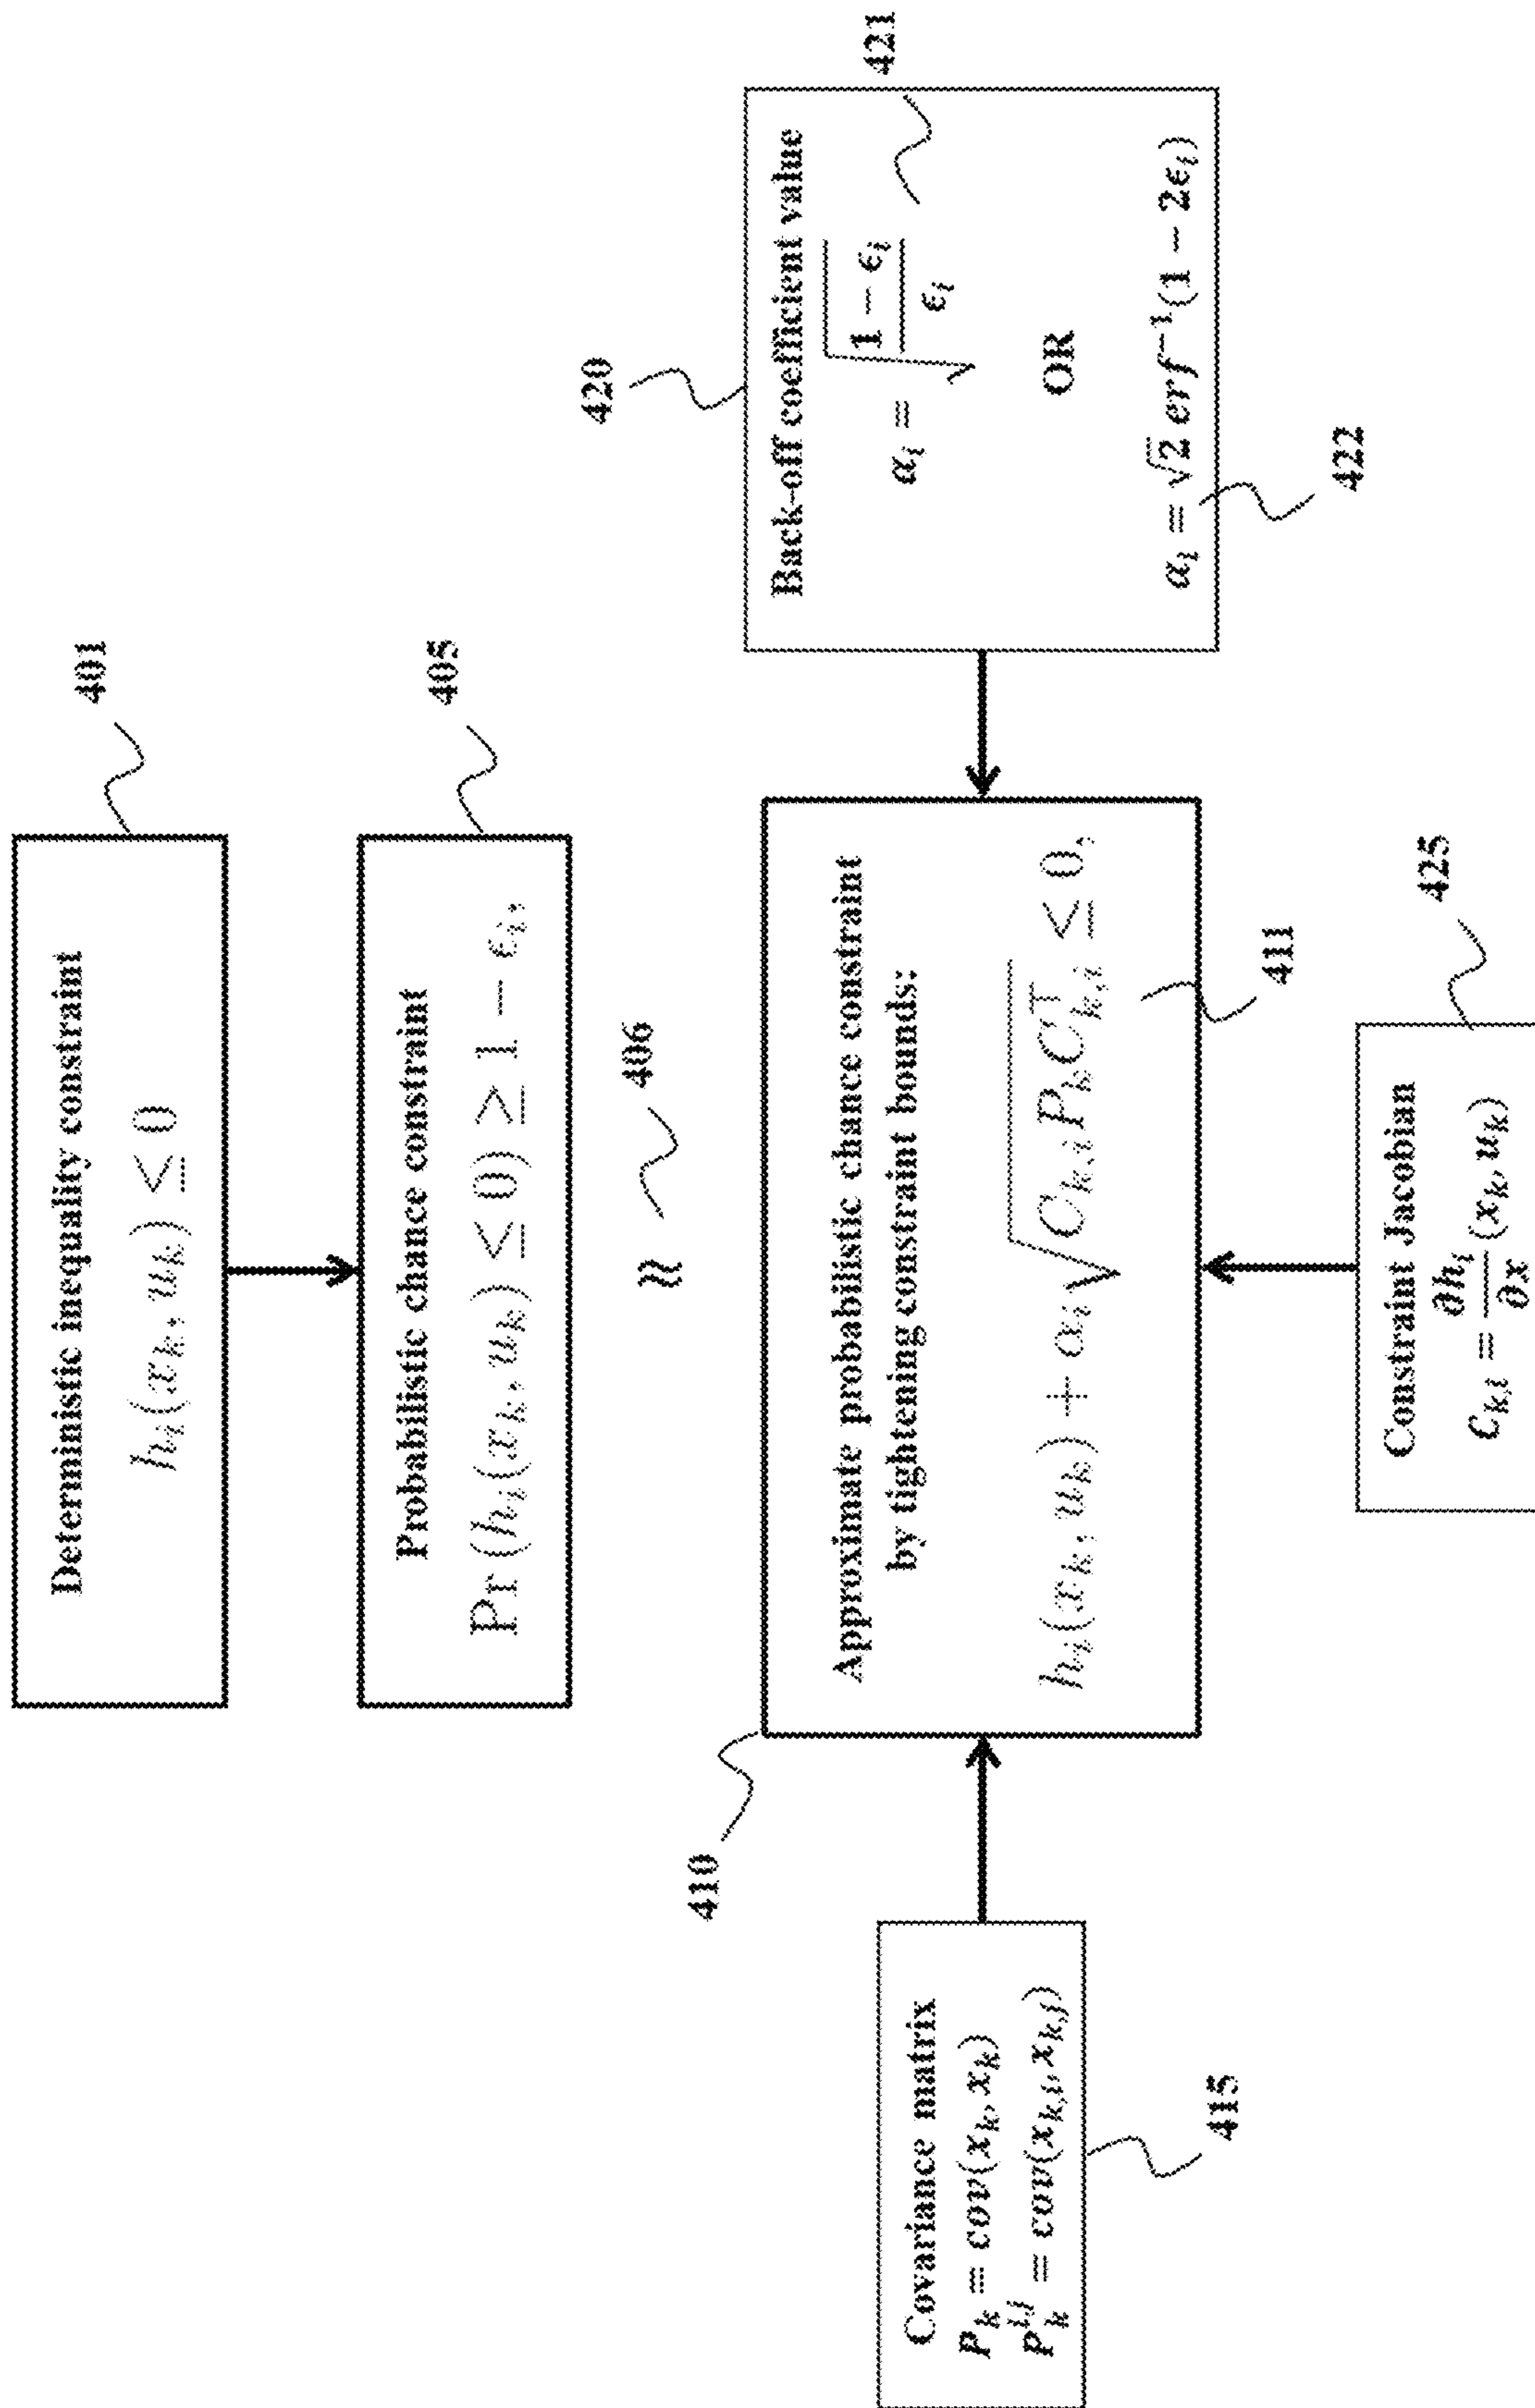 Deterministic inequality constraint
h_i(x_k, u_k) ≤ 0
401
Probabilistic chance constraint
Pr(h_i(x_k, u_k) ≤ 0) ≥ 1 − ϵ_i,
405
≈
406
410
Approximate probabilistic chance constraint
by tightening constraint bounds:
h_i(x_k, u_k) + α_i √(C_{k,i} P_k C_{k,i}^⊤) ≤ 0,
411
Covariance matrix
P_k = cov(x_k, x_k)
P_k^{i,j} = cov(x_{k,i}, x_{k,j})
415
420
Back-off coefficient value
α_i = √((1 − ϵ_i)/ϵ_i)
421
OR
α_i = √2 erf^{−1}(1 − 2ϵ_i)
422
Constraint Jacobian
C_{k,i} = ∂h_i/∂x (x_k, u_k)
425